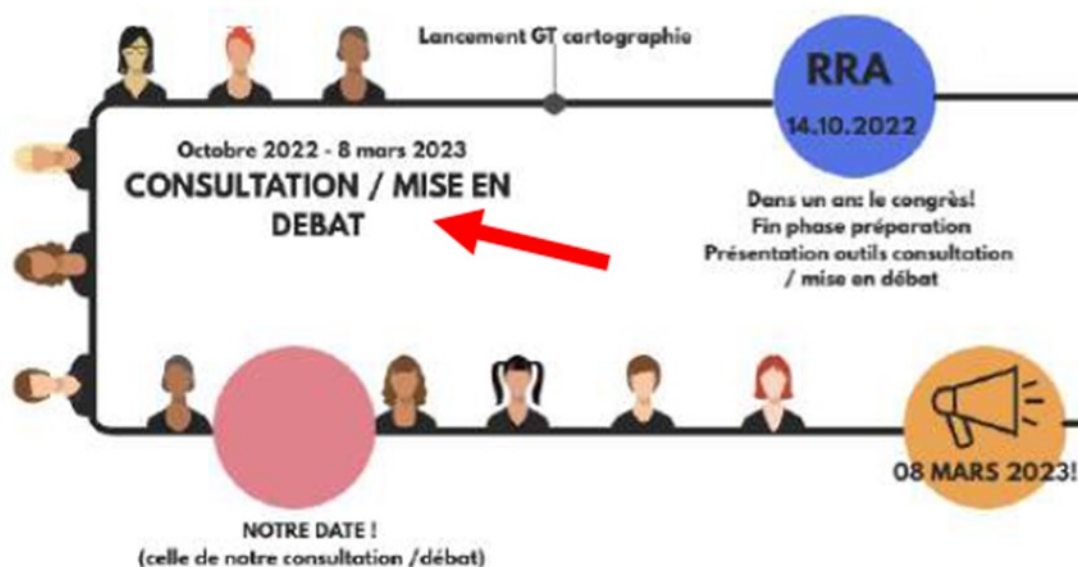 Lancement GT cartographie
RRA
14.10.2022
Octobre 2022 - 8 mars 2023
CONSULTATION / MISE EN
DEBAT
Dans un an: le congrès!
Fin phase préparation
Présentation outils consultation
/ mise en débat
08 MARS 2023!
NOTRE DATE !
(celle de notre consultation /débat)